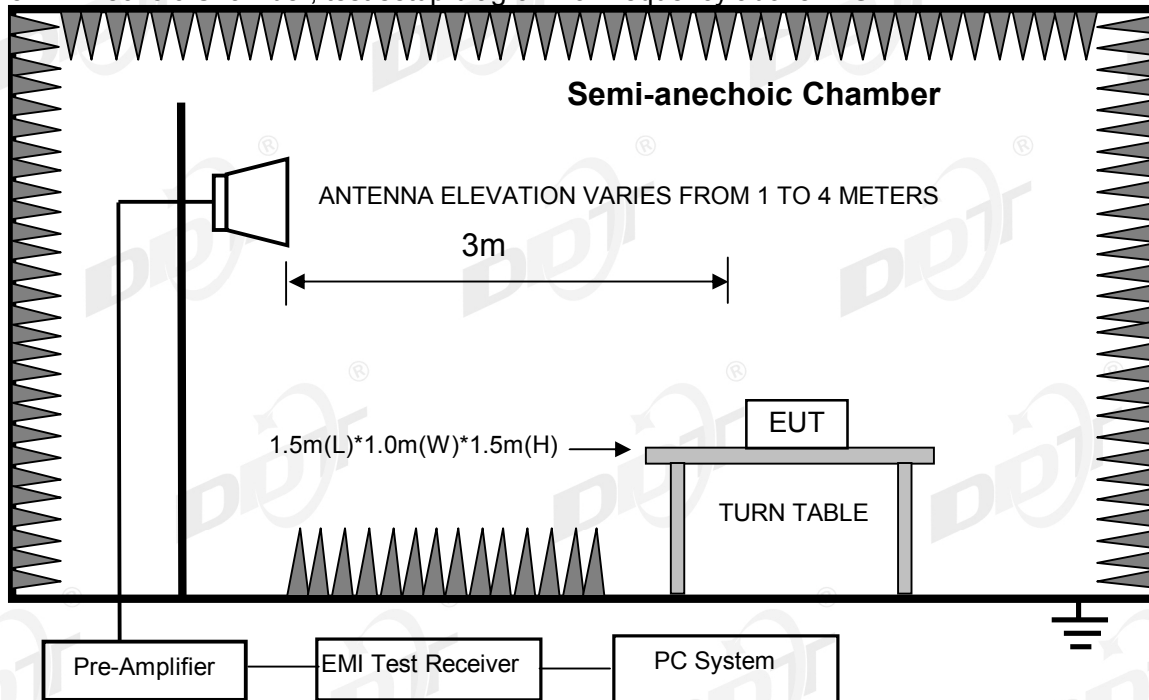 Semi-anechoic Chamber
ANTENNA ELEVATION VARIES FROM 1 TO 4 METERS
3m
1.5m(L)*1.0m(W)*1.5m(H)
EUT
TURN TABLE
Pre-Amplifier
EMI Test Receiver
PC System
DDT
®